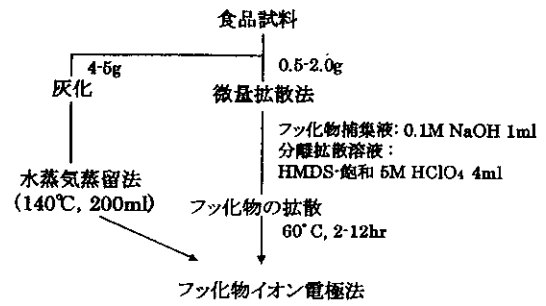 食品試料
4-5g
0.5-2.0g
灰化
微量拡散法
フッ化物補集液: 0.1M NaOH 1ml
分離拡散溶液：
HMDS-飽和 5M HClO₄ 4ml
水蒸気蒸留法
(140℃, 200ml)
フッ化物の拡散
60°C, 2-12hr
フッ化物イオン電極法